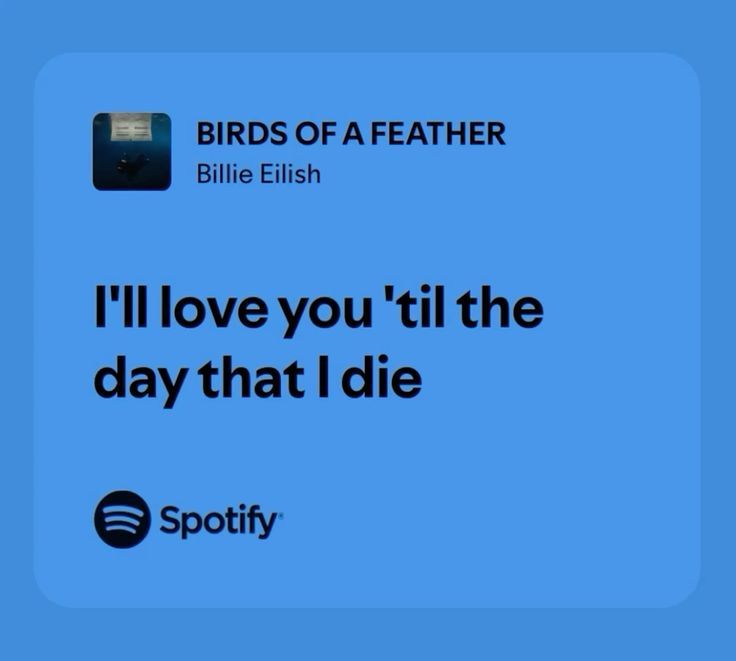 BIRDS OF A FEATHER
Billie Eilish
I'll love you 'til the
day that I die
Spotify®